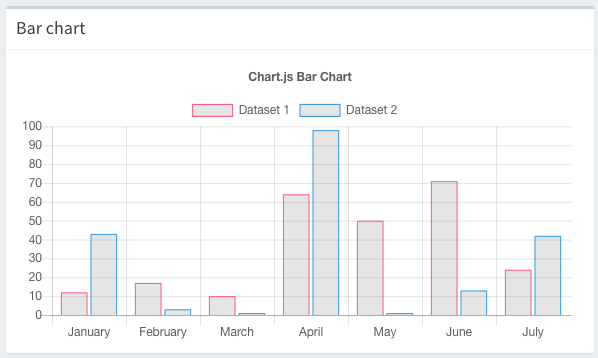 Bar chart
Chart.js Bar Chart
Dataset 1 Dataset 2
100
90
80
70
60
50
40
30
20
10
0
January February March April May June July